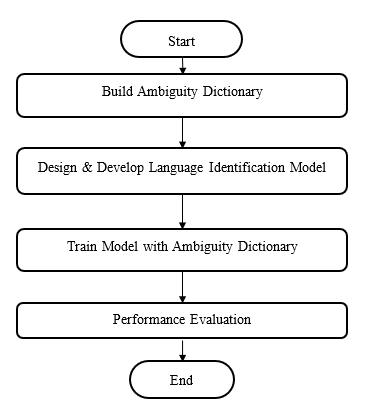 Start
Build Ambiguity Dictionary
Design & Develop Language Identification Model
Train Model with Ambiguity Dictionary
Performance Evaluation
End